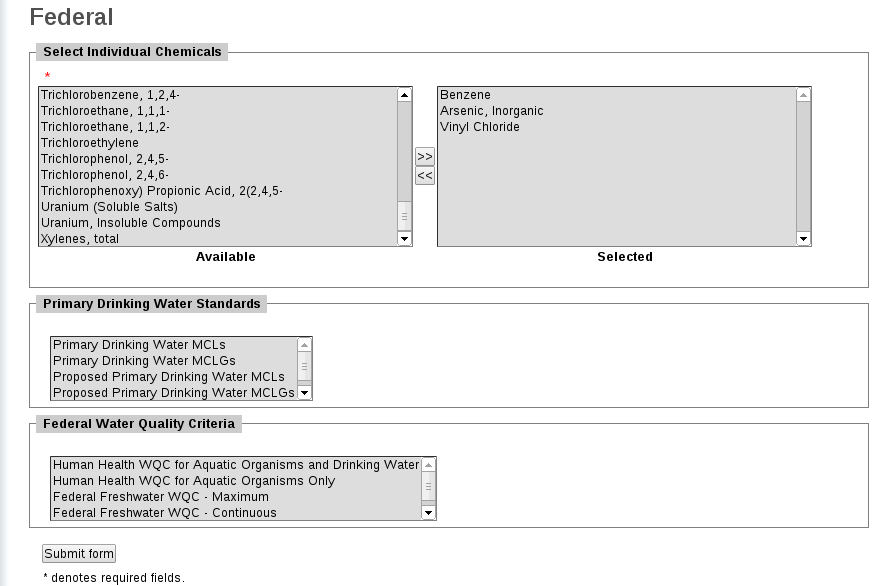 Federal
Select Individual Chemicals
*
Trichlorobenzene, 1,2,4-
Trichloroethane, 1,1,1-
Trichloroethane, 1,1,2-
Trichloroethylene
Trichlorophenol, 2,4,5-
Trichlorophenol, 2,4,6-
Trichlorophenoxy) Propionic Acid, 2(2,4,5-
Uranium (Soluble Salts)
Uranium, Insoluble Compounds
Xylenes, total
Available
>>
<<
Benzene
Arsenic, Inorganic
Vinyl Chloride
Selected
Primary Drinking Water Standards
Primary Drinking Water MCLs
Primary Drinking Water MCLGs
Proposed Primary Drinking Water MCLs
Proposed Primary Drinking Water MCLGs
Federal Water Quality Criteria
Human Health WQC for Aquatic Organisms and Drinking Water
Human Health WQC for Aquatic Organisms Only
Federal Freshwater WQC - Maximum
Federal Freshwater WQC - Continuous
Submit form
* denotes required fields.